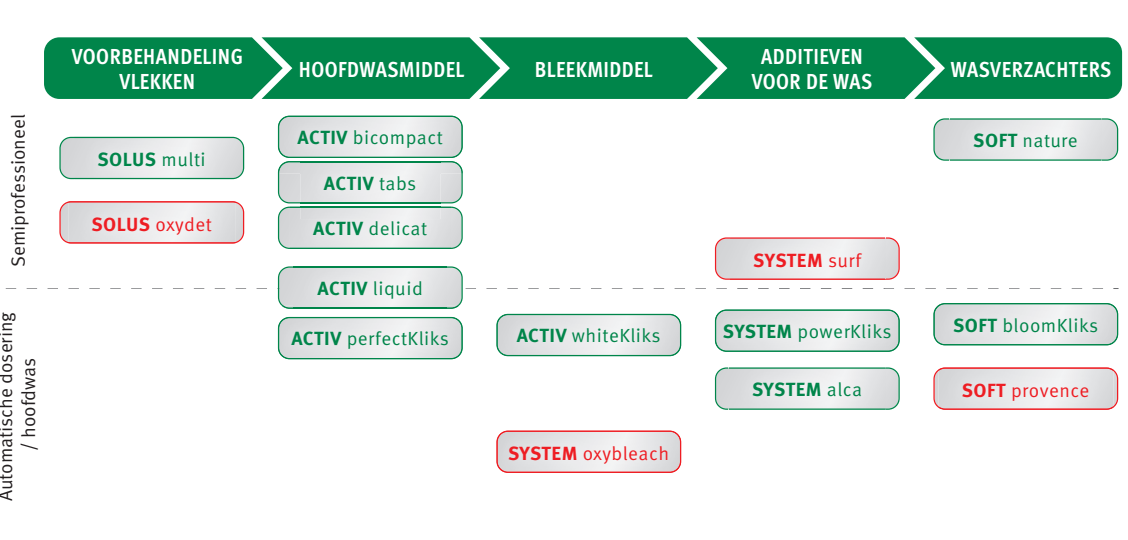 VOORBEHANDELING
VLEKKEN
HOOFDWASMIDDEL
BLEEKMIDDEL
ADDITIEVEN
VOOR DE WAS
WASVERZACHTERS
Semiprofessioneel
SOLUS multi
SOLUS oxydet
ACTIV bicompact
ACTIV tabs
ACTIV delicat
ACTIV liquid
SYSTEM surf
SOFT nature
Automatische dosering
/ hoofdwas
ACTIV perfectKliks
ACTIV whiteKliks
SYSTEM oxybleach
SYSTEM powerKliks
SYSTEM alca
SOFT bloomKliks
SOFT provence